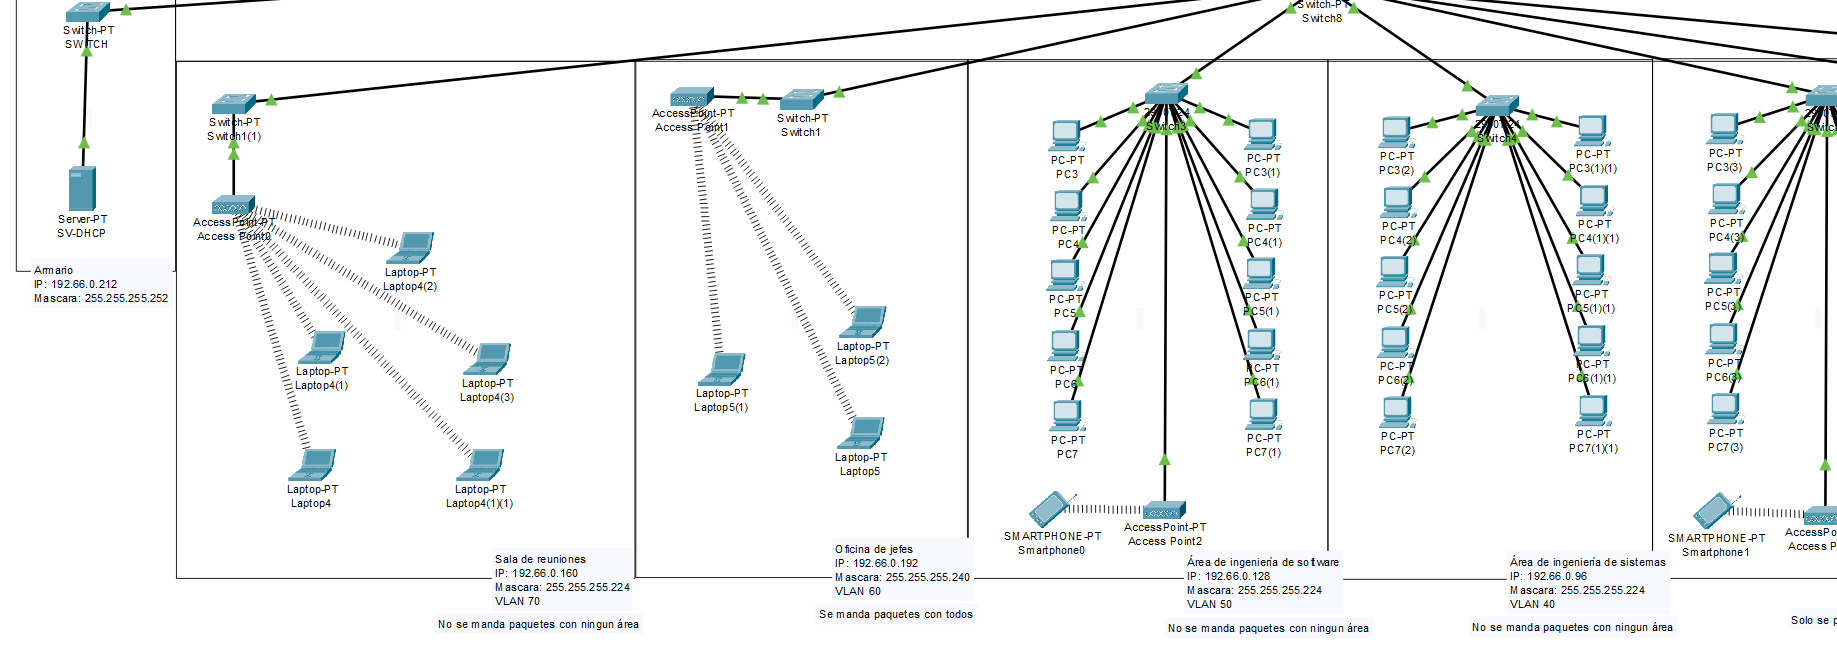 Switch-PT
SWITCH
Server-PT
SV-DHCP
Armario
IP: 192.66.0.212
Mascara: 255.255.255.252
Switch-PT
Switch1(1)
AccessPoint-PT
Access Point0
Laptop-PT
Laptop4(2)
Laptop-PT
Laptop4(1)
Laptop-PT
Laptop4(3)
Laptop-PT
Laptop4
Laptop-PT
Laptop4(1)(1)
Sala de reuniones
IP: 192.66.0.160
Mascara: 255.255.255.224
VLAN 70
No se manda paquetes con ningun área
AccessPoint-PT
Access Point1
Switch-PT
Switch1
Laptop-PT
Laptop5(2)
Laptop-PT
Laptop5(1)
Laptop-PT
Laptop5
Oficina de jefes
IP: 192.66.0.192
Mascara: 255.255.255.240
VLAN 60
Se manda paquetes con todos
Switch-PT
Switch8
Switch3
PC-PT
PC3
PC-PT
PC3(1)
PC-PT
PC4
PC-PT
PC4(1)
PC-PT
PC5
PC-PT
PC5(1)
PC-PT
PC6
PC-PT
PC6(1)
PC-PT
PC7
PC-PT
PC7(1)
SMARTPHONE-PT
Smartphone0
AccessPoint-PT
Access Point2
Área de ingeniería de software
IP: 192.66.0.128
Mascara: 255.255.255.224
VLAN 50
No se manda paquetes con ningun área
Switch4
PC-PT
PC3(2)
PC-PT
PC3(1)(1)
PC-PT
PC4(2)
PC-PT
PC4(1)(1)
PC-PT
PC5(2)
PC-PT
PC5(1)(1)
PC-PT
PC6(2)
PC-PT
PC6(1)(1)
PC-PT
PC7(2)
PC-PT
PC7(1)(1)
Área de ingeniería de sistemas
IP: 192.66.0.96
Mascara: 255.255.255.224
VLAN 40
No se manda paquetes con ningun área
PC-PT
PC3(3)
PC-PT
PC4(3)
PC-PT
PC5(3)
PC-PT
PC6(3)
PC-PT
PC7(3)
SMARTPHONE-PT
Smartphone1
AccessPo
Access P
Solo se p